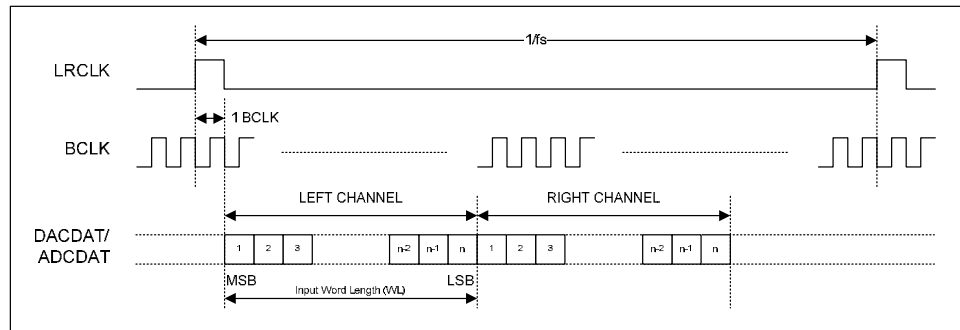 1/fs
LRCLK
1 BCLK
BCLK
LEFT CHANNEL RIGHT CHANNEL
DACDAT/
ADCDAT
1 2 3 n-2 n-1 n 1 2 3 n-2 n-1 n
MSB LSB
Input Word Length (WL)